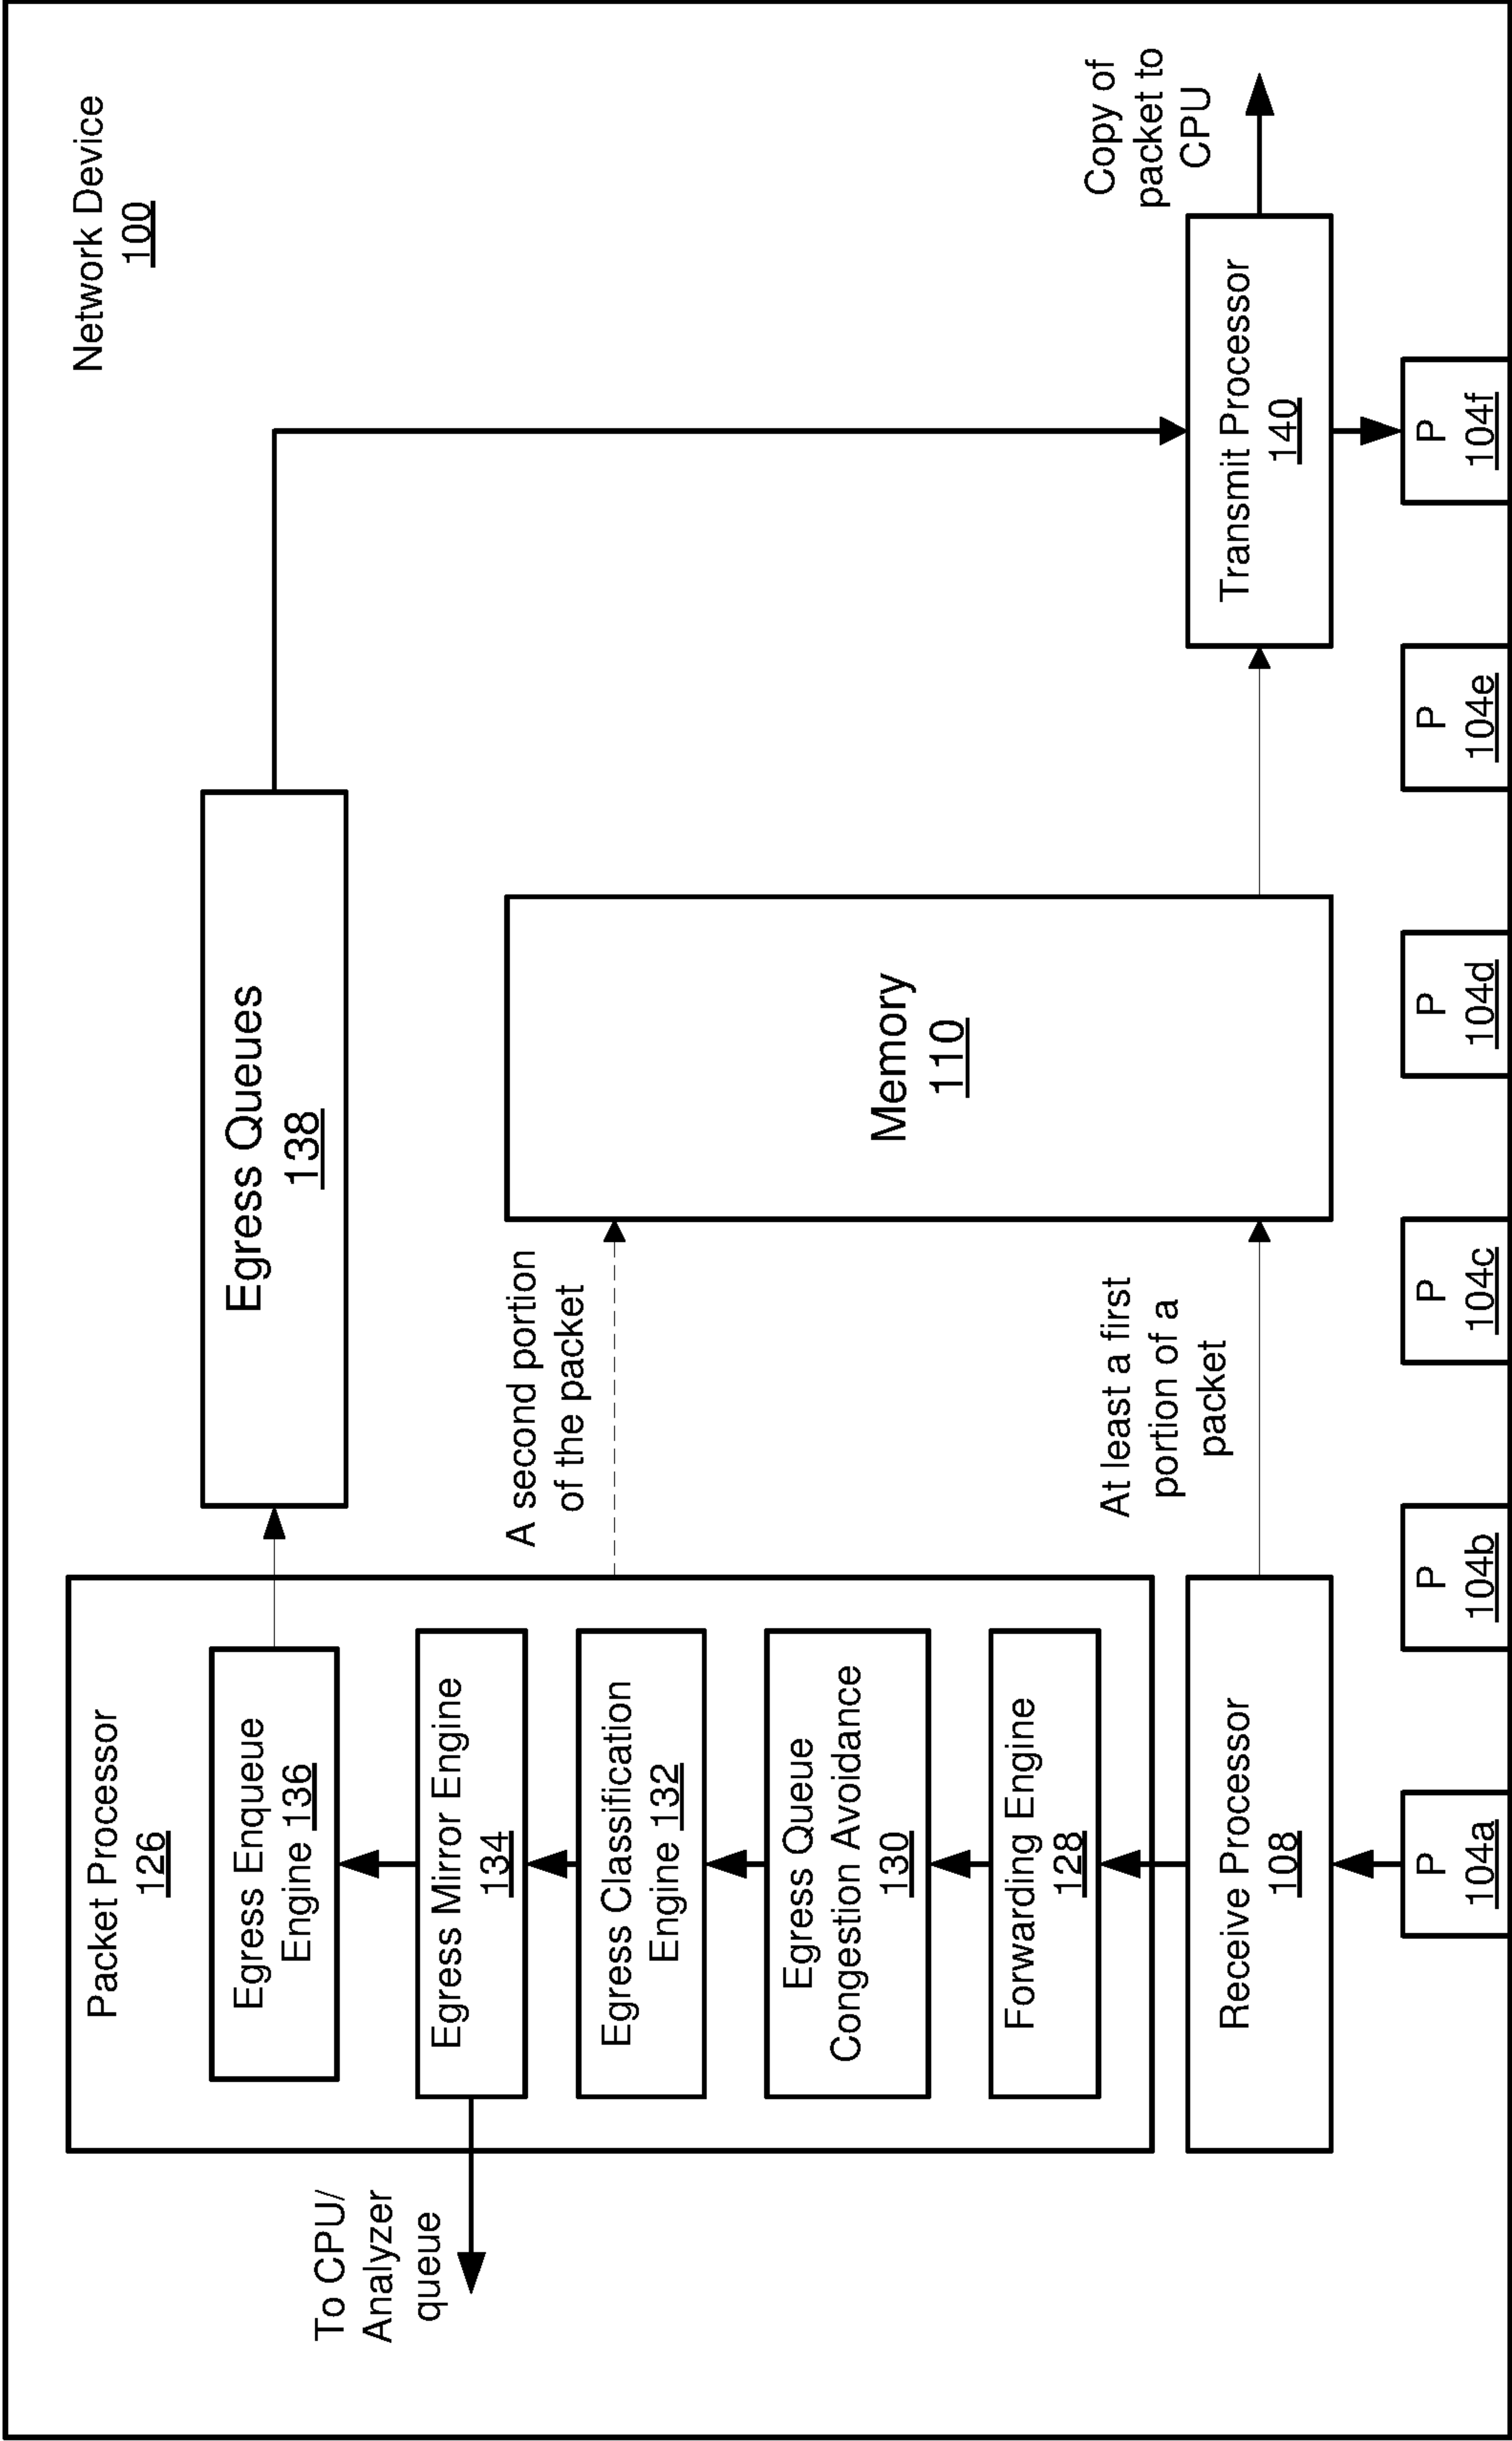 Network Device
100
Packet Processor
126
Egress Enqueue
Engine 136
Egress Mirror Engine
134
Egress Classification
Engine 132
Egress Queue
Congestion Avoidance
130
Forwarding Engine
128
To CPU/
Analyzer
queue
Receive Processor
108
Egress Queues
138
A second portion
of the packet
At least a first
portion of a
packet
Memory
110
Transmit Processor
140
Copy of
packet to
CPU
P
104a
P
104b
P
104c
P
104d
P
104e
P
104f